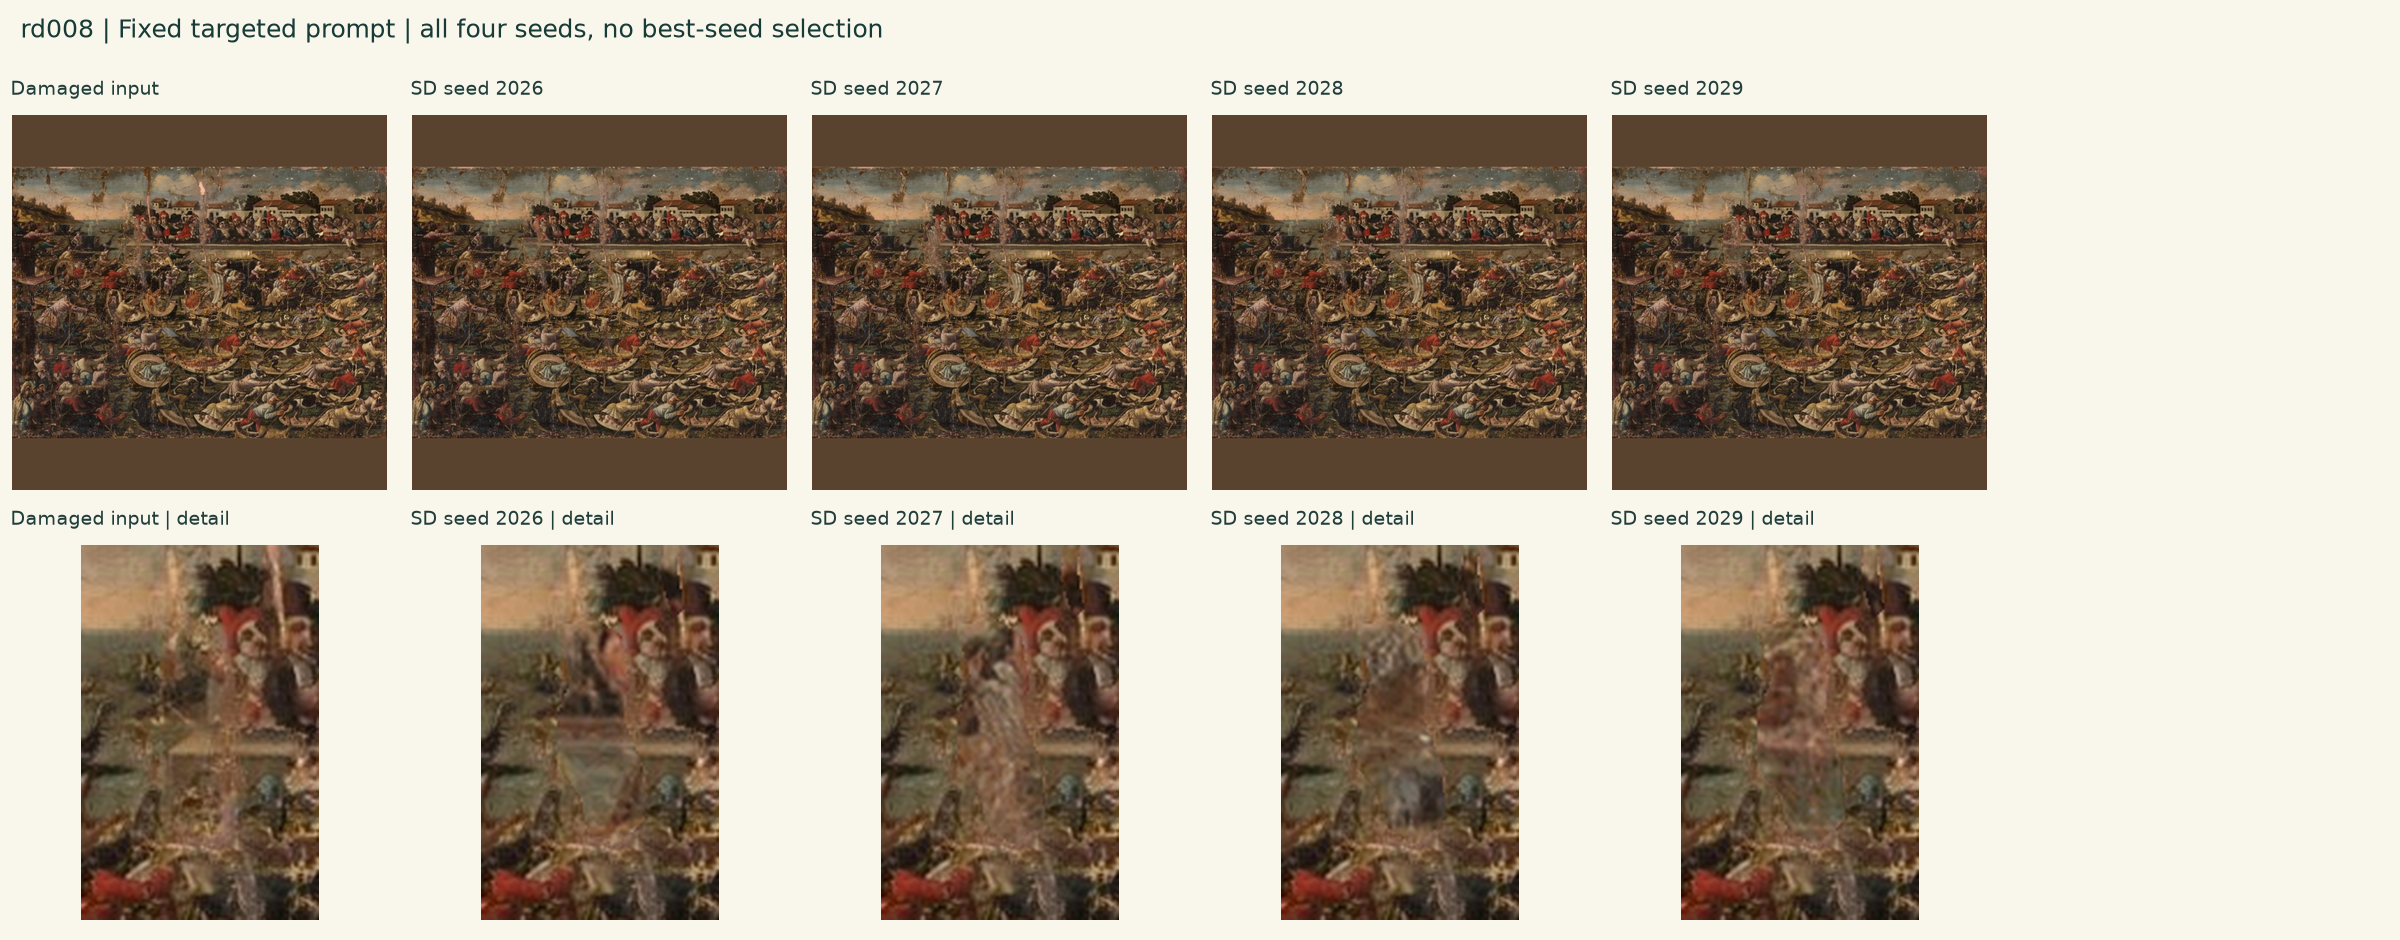 rd008 | Fixed targeted prompt | all four seeds, no best-seed selection
Damaged input
SD seed 2026
SD seed 2027
SD seed 2028
SD seed 2029
Damaged input | detail
SD seed 2026 | detail
SD seed 2027 | detail
SD seed 2028 | detail
SD seed 2029 | detail